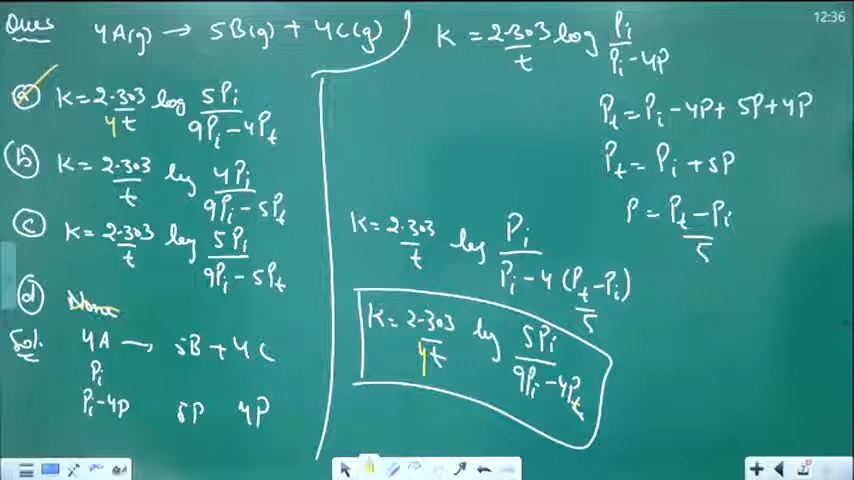 Ques 4A(g) → 5B(g) + 4C(g)
(a) K = 2.303/4t log 5Pi/9Pi - 4Pt
(b) K = 2.303/t log 4Pi/9Pi - 5Pt
(c) K = 2.303/t log 5Pi/9Pi - 5Pt
(d) None
Sol. 4A → 5B + 4C
Pi
Pi - 4P 5P 4P
12:36
K = 2.303/t log Pi/Pi - 4P
Pt = Pi - 4P + 5P + 4P
Pt = Pi + 5P
P = Pt - Pi/5
K = 2.303/t log Pi/Pi - 4(Pt - Pi)/5
K = 2.303/4t log 5Pi/9Pi - 4Pt